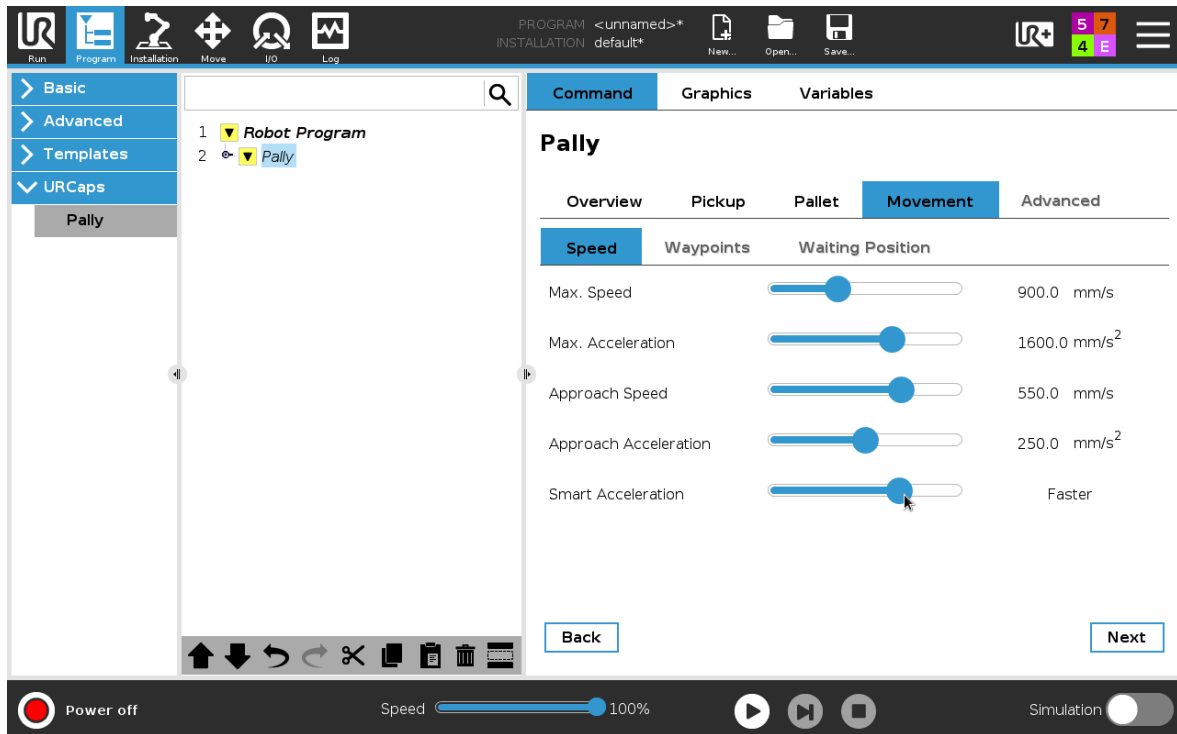 PROGRAM <unnamed>*
INSTALLATION default*
UR
Run
Program
Installation
Move
I/O
Log
New...
Open...
Save...
UR+
5 7
4 E
Basic
Advanced
Templates
URCaps
Pally
1 Robot Program
2 Pally
Command Graphics Variables
Pally
Overview Pickup Pallet Movement Advanced
Speed Waypoints Waiting Position
Max. Speed 900.0 mm/s
Max. Acceleration 1600.0 mm/s²
Approach Speed 550.0 mm/s
Approach Acceleration 250.0 mm/s²
Smart Acceleration Faster
Back Next
Power off
Speed 100%
Simulation